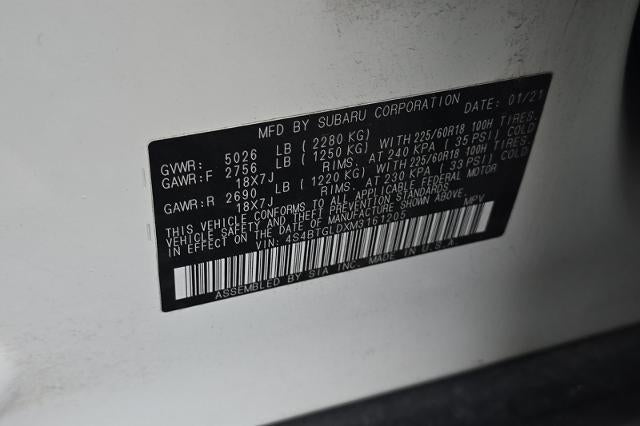 MFD BY SUBARU CORPORATION DATE: 01/21
GVWR: 5026 LB (2280 KG)
GAWR:F 2756 LB (1250 KG) WITH 225/60R18 100H TIRES.
18X7J RIMS. AT 240 KPA ( 35 PSI) COLD
GAWR:R 2690 LB (1220 KG) WITH 225/60R18 100H TIRES.
18X7J RIMS. AT 230 KPA ( 33 PSI) COLD
THIS VEHICLE CONFORMS TO ALL APPLICABLE FEDERAL MOTOR
VEHICLE SAFETY AND THEFT PREVENTION STANDARDS
IN EFFECT ON THE DATE OF MANUFACTURE SHOWN ABOVE.
VIN: 4S4BTGLDXM3161205 MPV
ASSEMBLED BY SIA INC. MADE IN U.S.A.